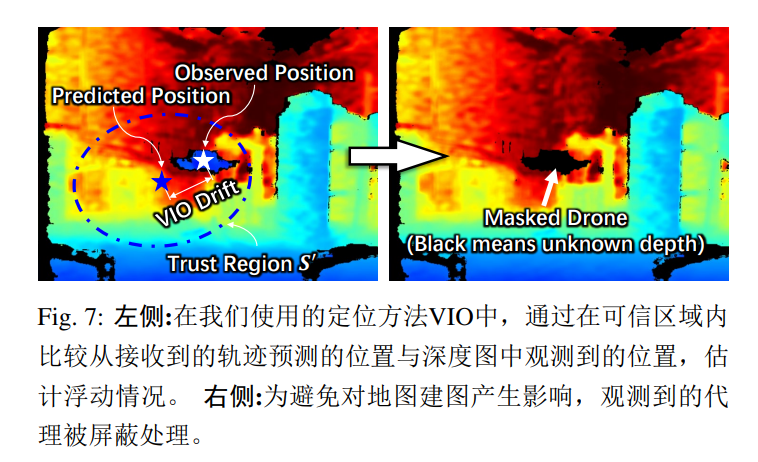 Observed Position
Predicted Position
VIO Drift
Trust Region S'
Masked Drone
(Black means unknown depth)
Fig. 7: 左侧:在我们使用的定位方法VIO中，通过在可信区域内
比较从接收到的轨迹预测的位置与深度图中观测到的位置，估
计浮动情况。 右侧:为避免对地图建图产生影响，观测到的代
理被屏蔽处理。